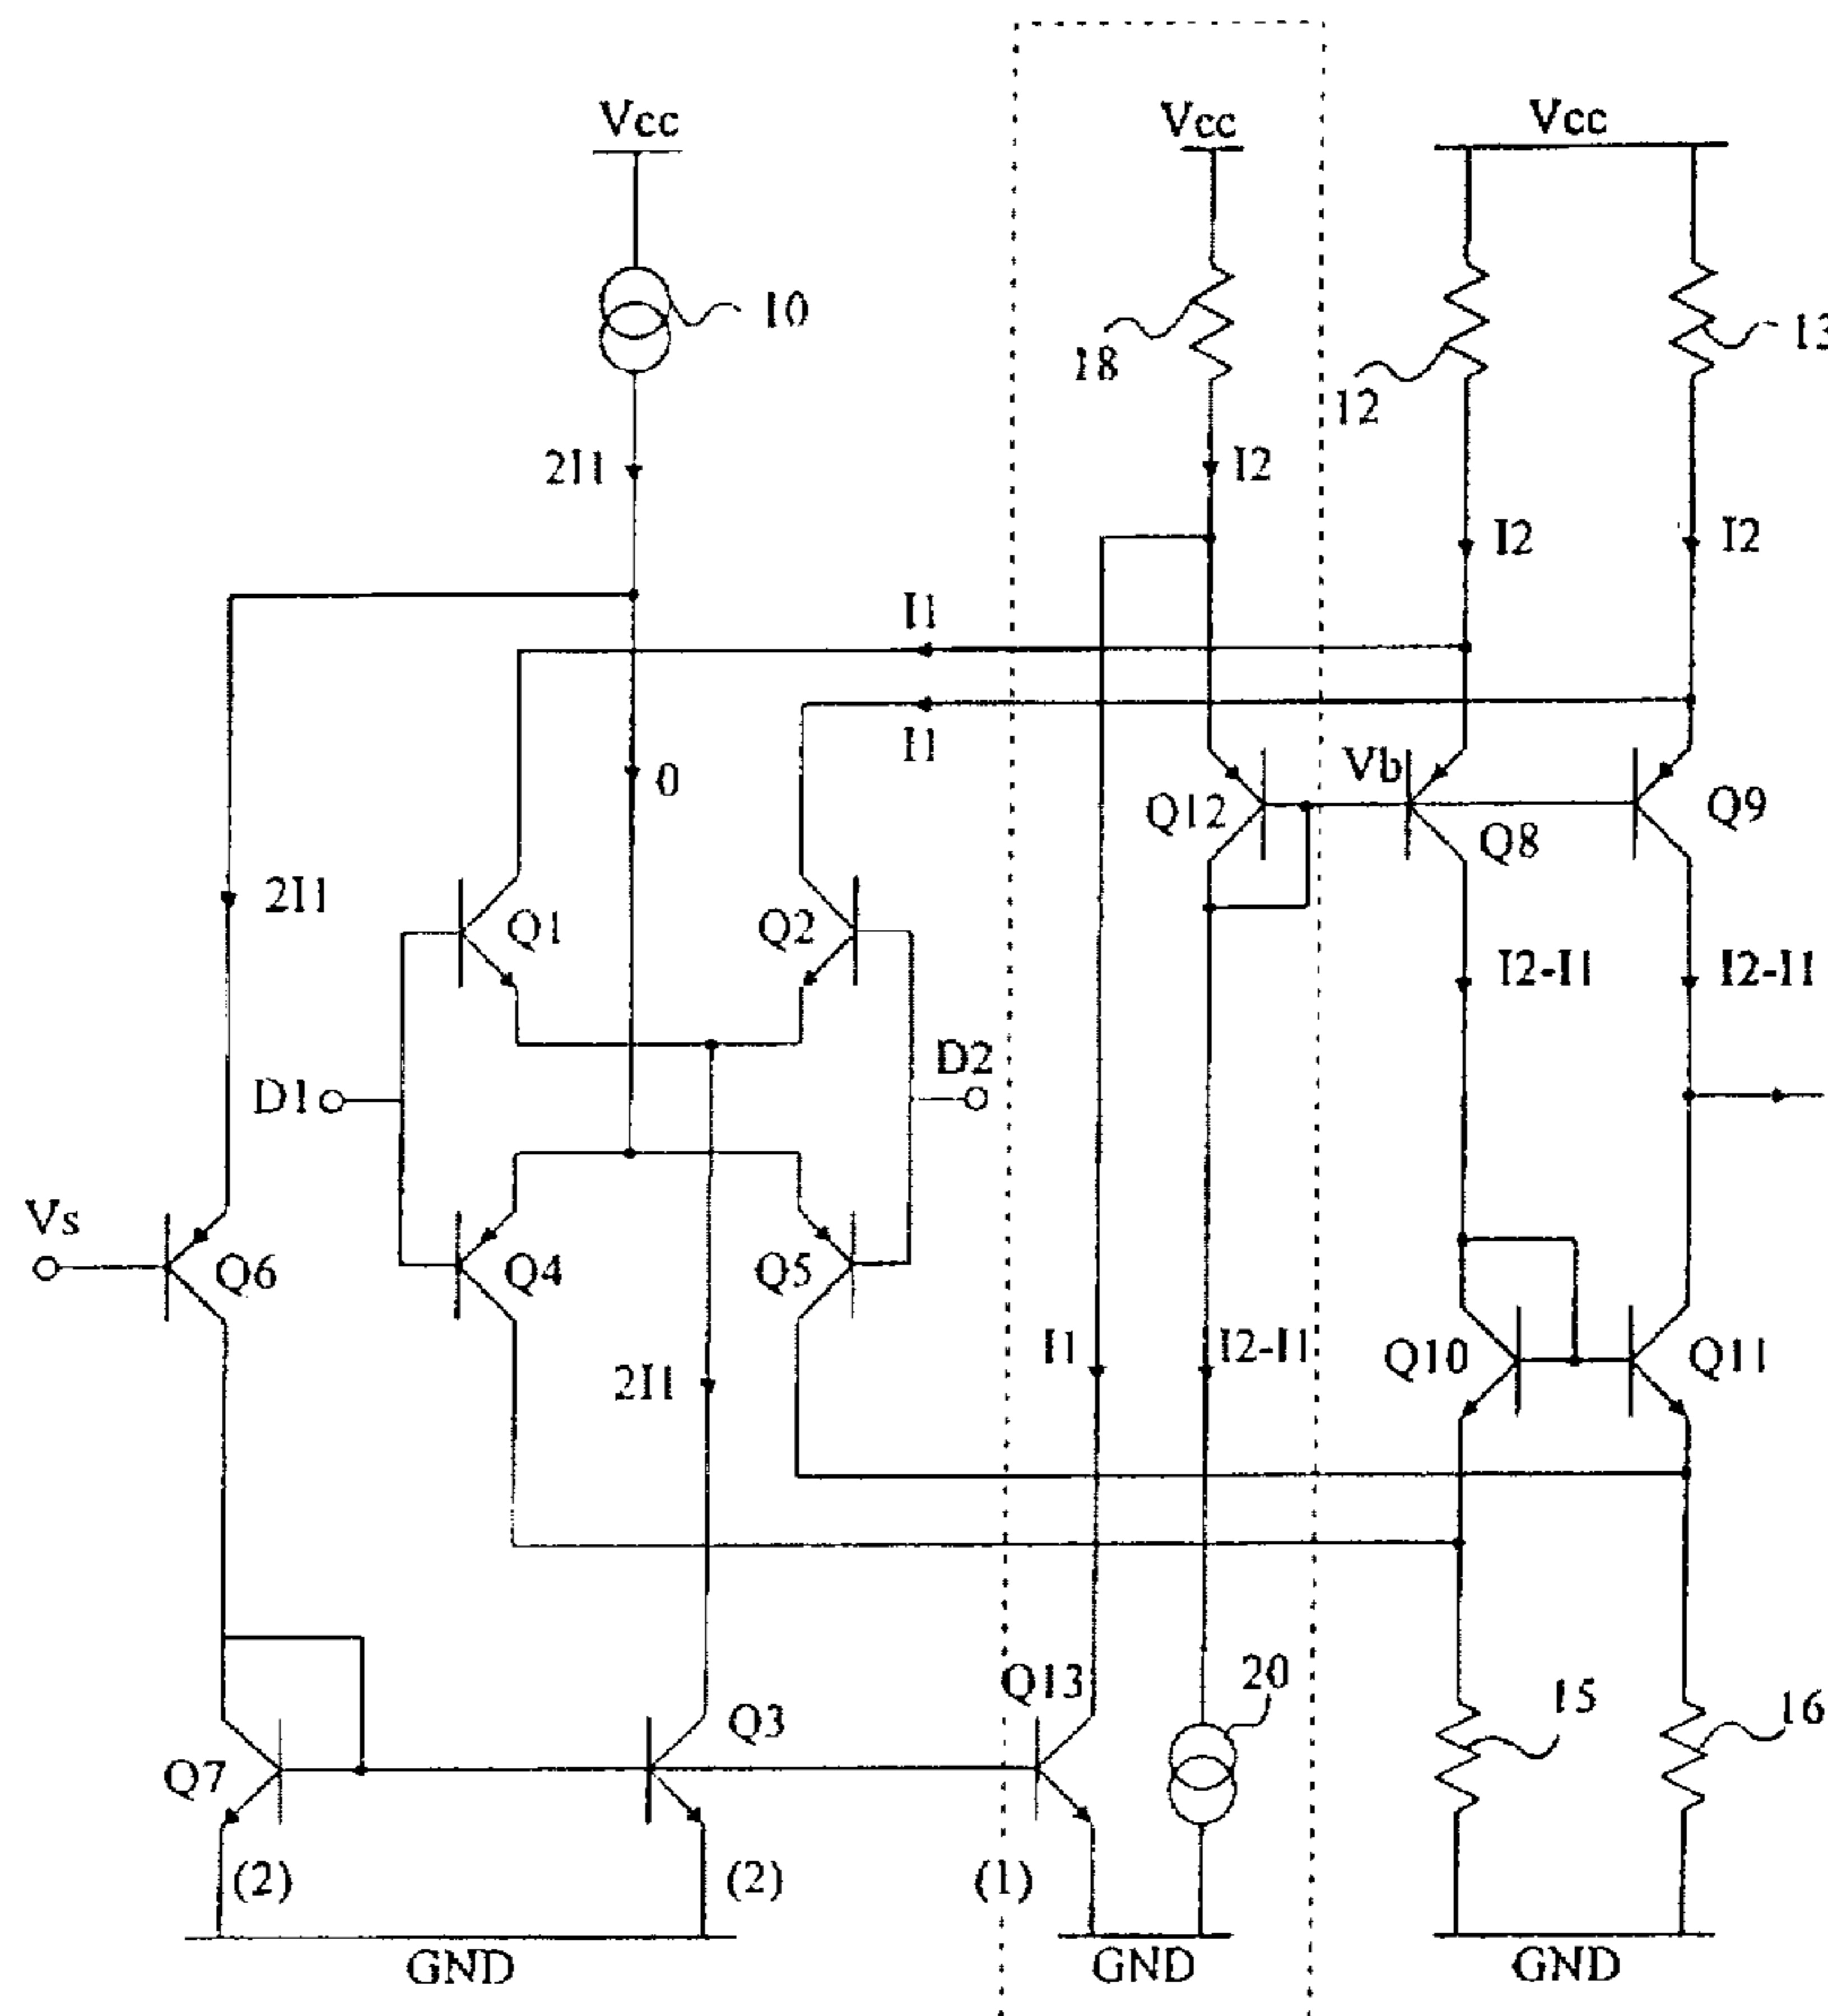 Vcc
Vcc
Vcc
10
18
12
13
2I1
I2
I2
I2
I1
I1
0
Vb
Q12
Q8
Q9
2I1
Q1
Q2
I2-I1
I2-I1
D1
D2
Vs
Q6
Q4
Q5
2I1
I1
I2-I1
Q10
Q11
Q13
20
15
16
Q7
Q3
(2)
(2)
(1)
GND
GND
GND